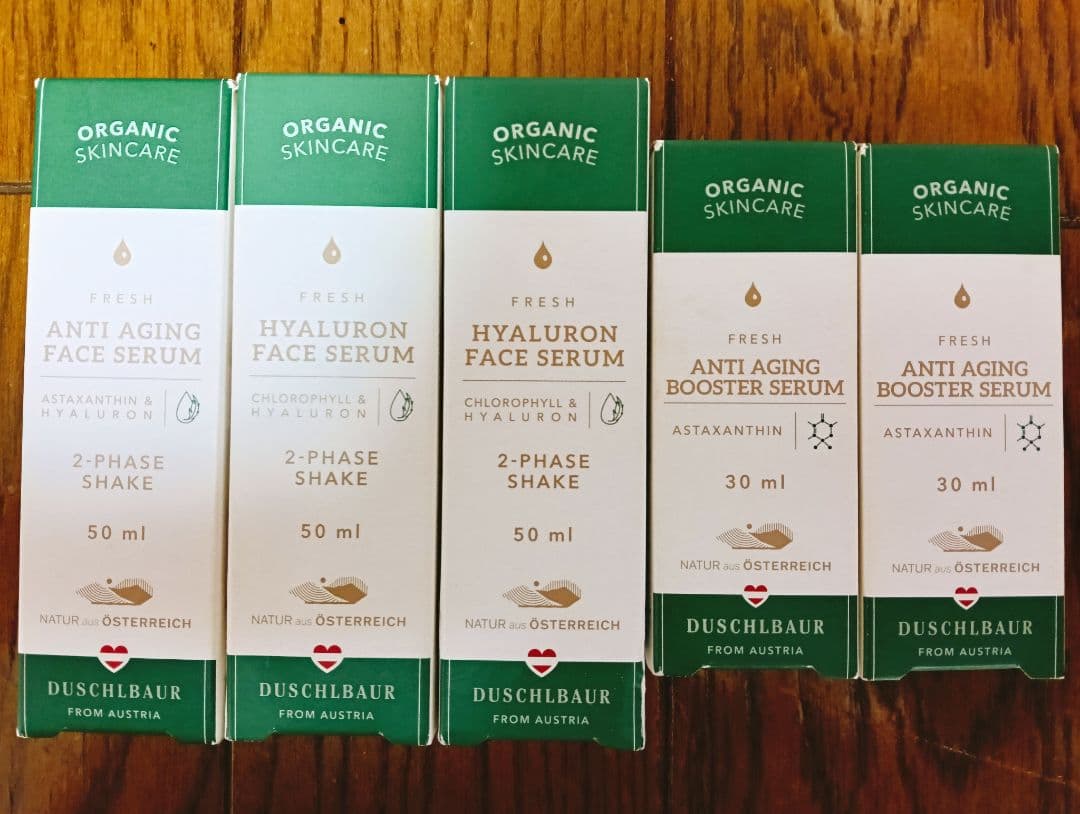 ORGANIC
SKINCARE
FRESH
ANTI AGING
FACE SERUM
ASTAXANTHIN &
HYALURON
2-PHASE
SHAKE
50 ml
NATUR aus ÖSTERREICH
DUSCHLBAUR
FROM AUSTRIA
ORGANIC
SKINCARE
FRESH
HYALURON
FACE SERUM
CHLOROPHYLL &
HYALURON
2-PHASE
SHAKE
50 ml
NATUR aus ÖSTERREICH
DUSCHLBAUR
FROM AUSTRIA
ORGANIC
SKINCARE
FRESH
HYALURON
FACE SERUM
CHLOROPHYLL &
HYALURON
2-PHASE
SHAKE
50 ml
NATUR aus ÖSTERREICH
DUSCHLBAUR
FROM AUSTRIA
ORGANIC
SKINCARE
FRESH
ANTI AGING
BOOSTER SERUM
ASTAXANTHIN
30 ml
NATUR aus ÖSTERREICH
DUSCHLBAUR
FROM AUSTRIA
ORGANIC
SKINCARE
FRESH
ANTI AGING
BOOSTER SERUM
ASTAXANTHIN
30 ml
NATUR aus ÖSTERREICH
DUSCHLBAUR
FROM AUSTRIA